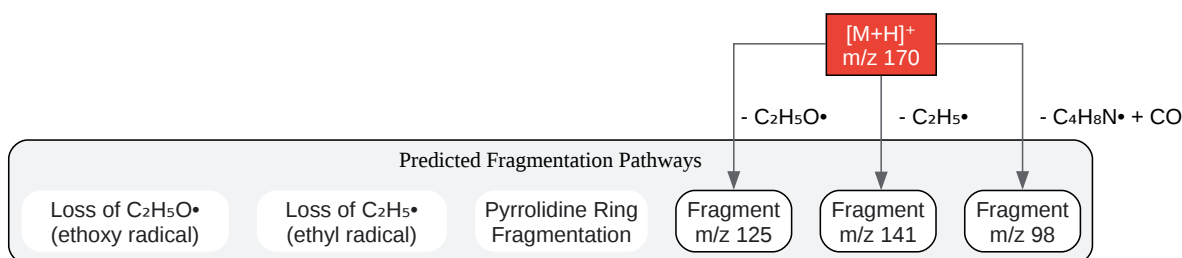 [M+H]⁺
m/z 170
- C₂H₅O•
- C₂H₅•
- C₄H₈N• + CO
Predicted Fragmentation Pathways
Loss of C₂H₅O•
(ethoxy radical)
Loss of C₂H₅•
(ethyl radical)
Pyrrolidine Ring
Fragmentation
Fragment
m/z 125
Fragment
m/z 141
Fragment
m/z 98